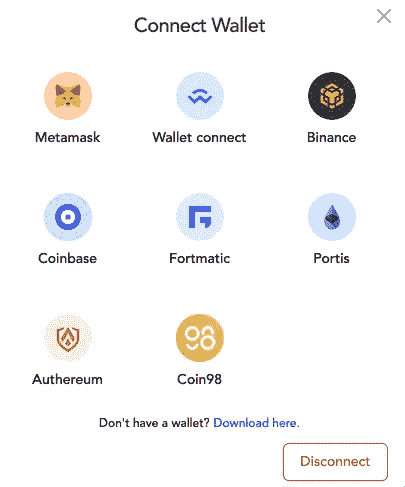 Connect Wallet
Metamask Wallet connect Binance
Coinbase Fortmatic Portis
Authereum Coin98
Don't have a wallet? Download here.
Disconnect